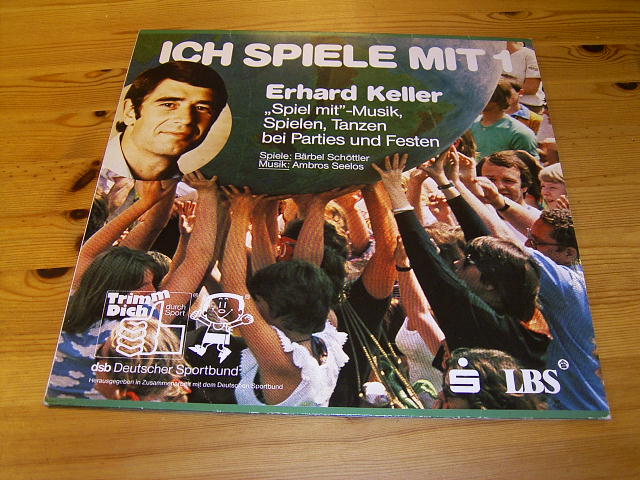 ICH SPIELE MIT 1
Erhard Keller
„Spiel mit”-Musik,
Spielen, Tanzen
bei Parties und Festen
Spiele: Bärbel Schöttler
Musik: Ambros Seelos
Trimm
Dich
durch
Sport
dsb Deutscher Sportbund
Herausgegeben in Zusammenarbeit mit dem Deutschen Sportbund
S LBS